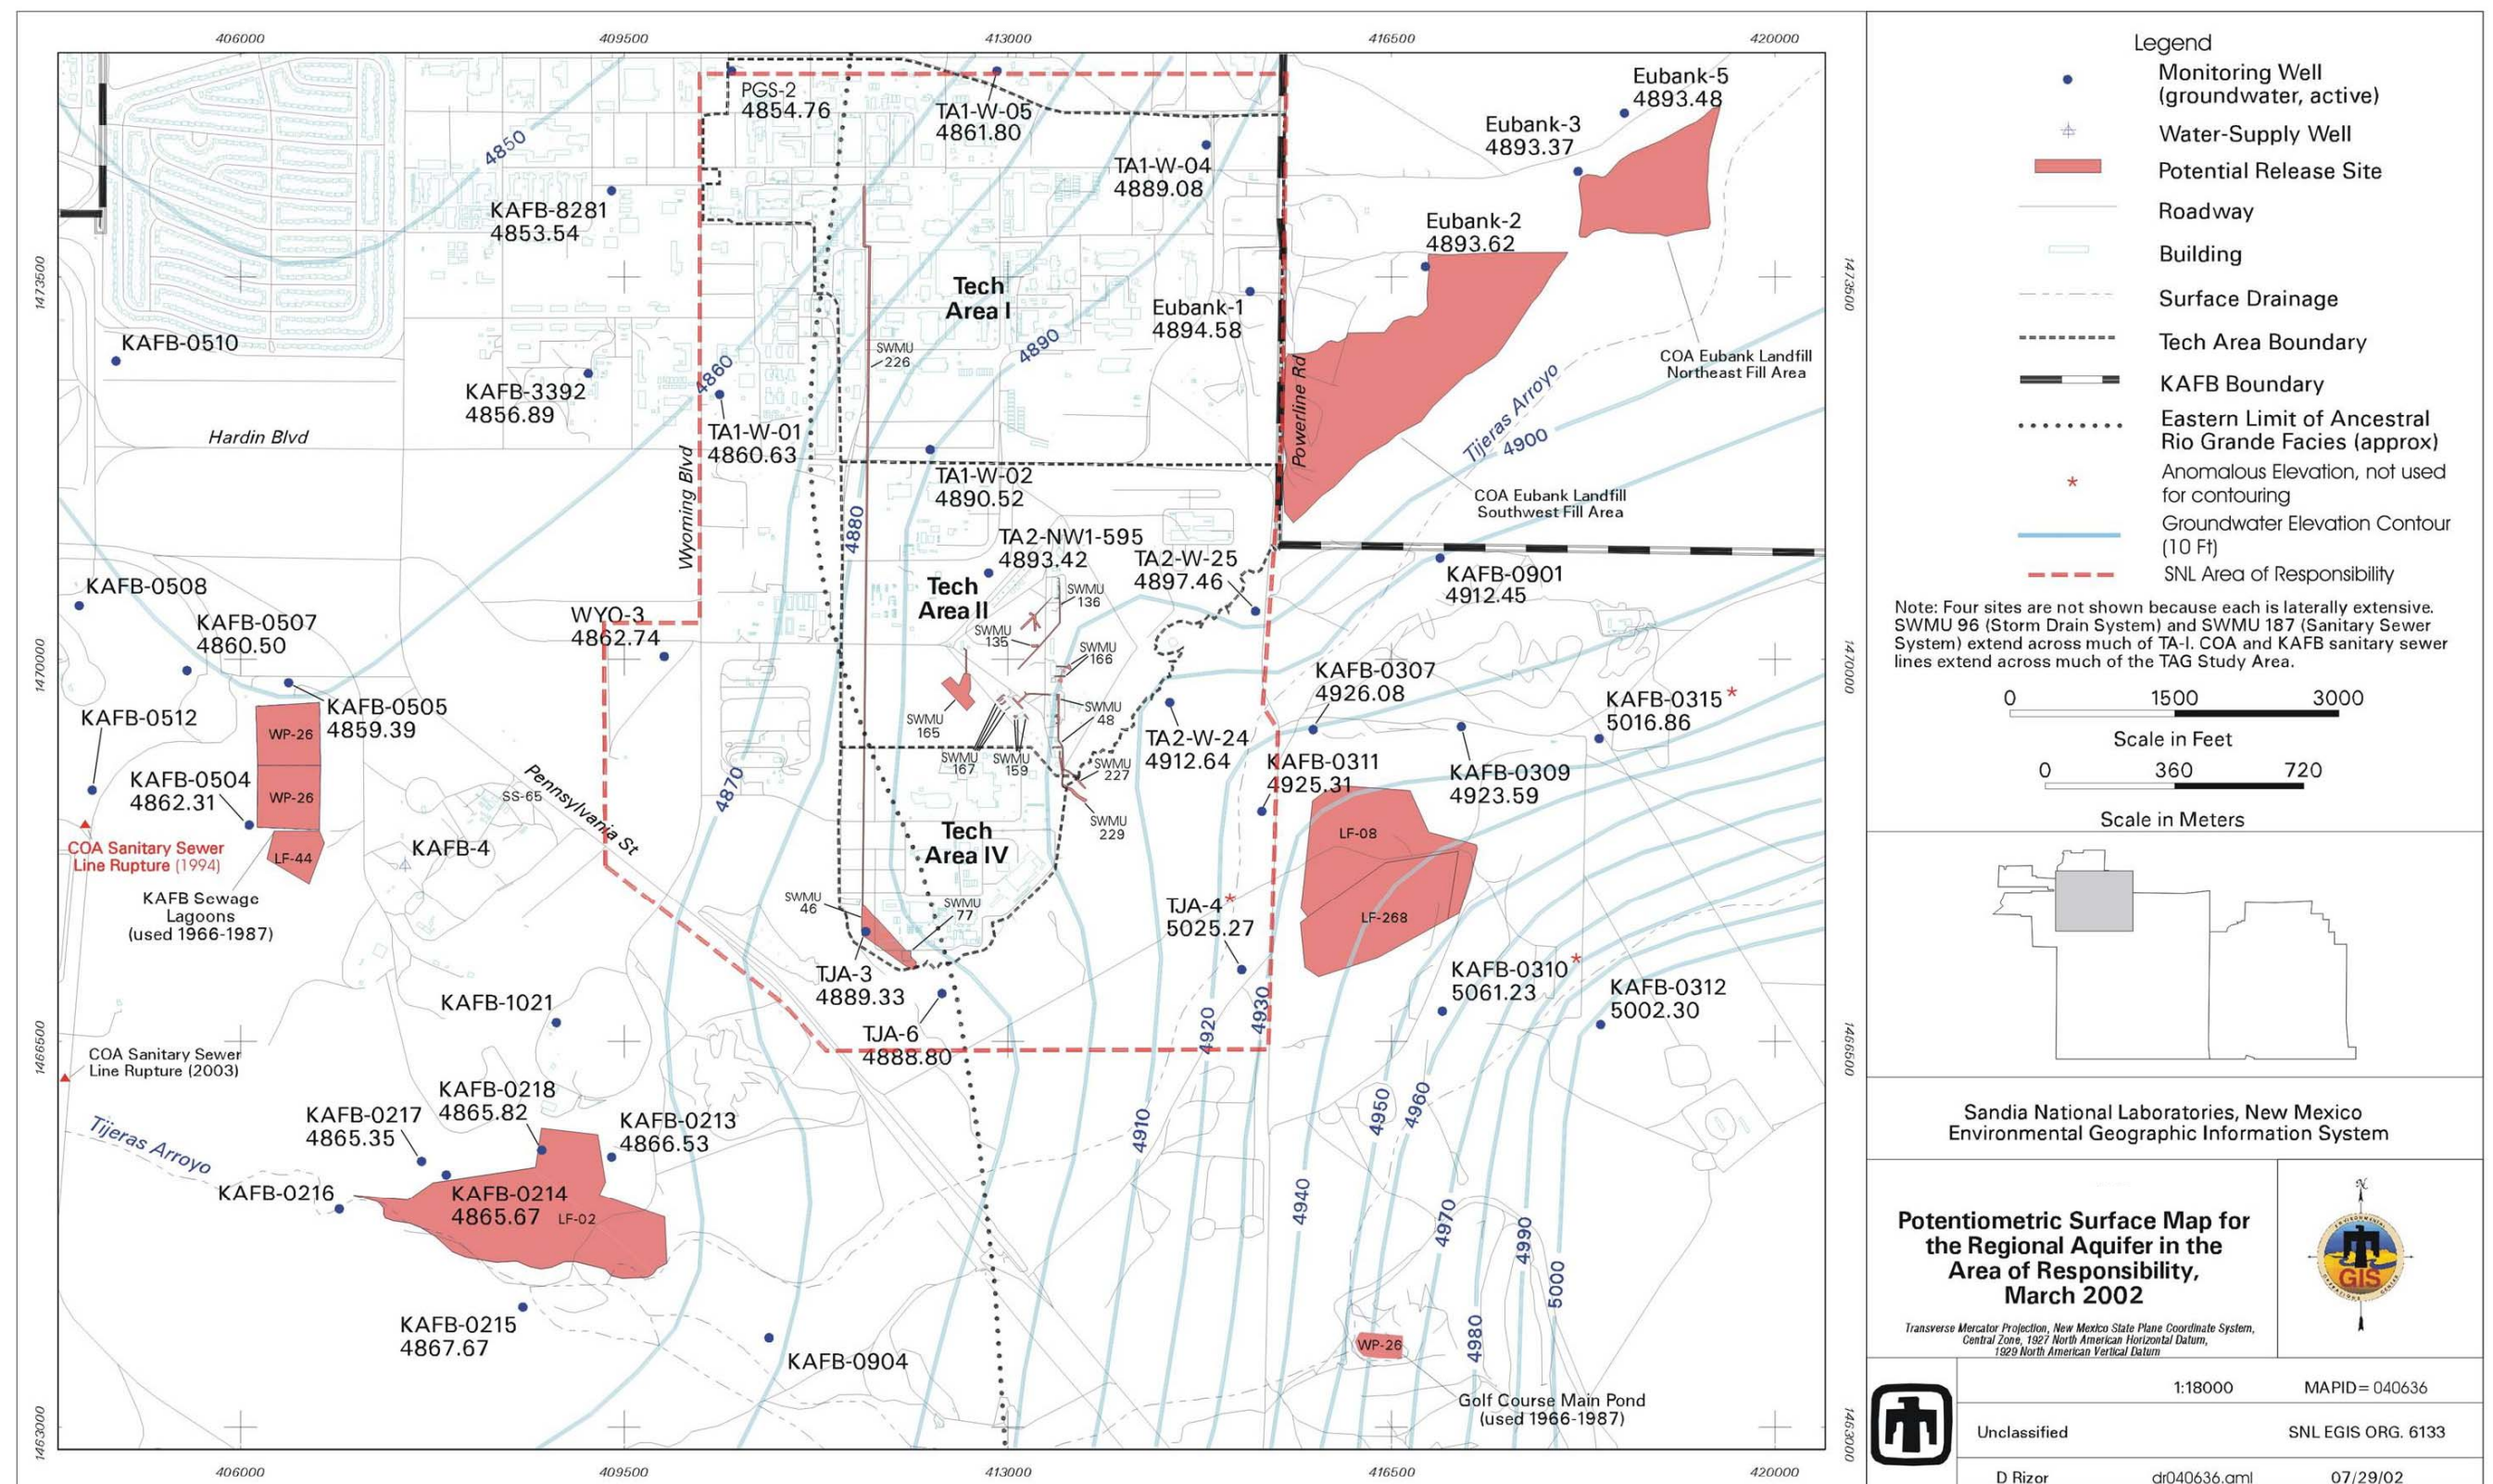 406000
409500
413000
416500
420000
1473500
1470000
1466500
1463000
1473500
1470000
1466500
1463000
406000
409500
413000
416500
420000
PGS-2
4854.76
TA1-W-05
4861.80
TA1-W-04
4889.08
Eubank-5
4893.48
Eubank-3
4893.37
Eubank-2
4893.62
Eubank-1
4894.58
4850
KAFB-8281
4853.54
Tech
Area I
KAFB-0510
KAFB-3392
4856.89
4860
SWMU
226
4890
COA Eubank Landfill
Northeast Fill Area
Hardin Blvd
Wyoming Blvd
TA1-W-01
4860.63
Powerline Rd
Tijeras Arroyo
4900
TA1-W-02
4890.52
4880
COA Eubank Landfill
Southwest Fill Area
TA2-NW1-595
4893.42
TA2-W-25
4897.46
KAFB-0901
4912.45
Tech
Area II
SWMU
136
SWMU
135
SWMU
166
SWMU
165
SWMU
48
SWMU
167
SWMU
159
SWMU
227
SWMU
229
KAFB-0508
KAFB-0507
4860.50
WYO-3
4862.74
KAFB-0505
4859.39
KAFB-0512
WP-26
WP-26
KAFB-0504
4862.31
LF-44
COA Sanitary Sewer
Line Rupture (1994)
KAFB Sewage
Lagoons
(used 1966-1987)
KAFB-4
SS-65
Pennsylvania St
4870
TA2-W-24
4912.64
KAFB-0307
4926.08
KAFB-0315 *
5016.86
KAFB-0311
4925.31
KAFB-0309
4923.59
LF-08
LF-268
Tech
Area IV
SWMU
46
SWMU
77
TJA-4 *
5025.27
TJA-3
4889.33
TJA-6
4888.80
KAFB-0310 *
5061.23
KAFB-0312
5002.30
KAFB-1021
4920
4930
COA Sanitary Sewer
Line Rupture (2003)
Tijeras Arroyo
KAFB-0218
4865.82
KAFB-0217
4865.35
KAFB-0213
4866.53
KAFB-0216
KAFB-0214
4865.67
LF-02
KAFB-0215
4867.67
KAFB-0904
4910
4940
4950
4960
4970
4980
4990
5000
WP-26
Golf Course Main Pond
(used 1966-1987)
Legend
Monitoring Well
(groundwater, active)
Water-Supply Well
Potential Release Site
Roadway
Building
Surface Drainage
Tech Area Boundary
KAFB Boundary
Eastern Limit of Ancestral
Rio Grande Facies (approx)
* Anomalous Elevation, not used
for contouring
Groundwater Elevation Contour
(10 Ft)
SNL Area of Responsibility
Note: Four sites are not shown because each is laterally extensive.
SWMU 96 (Storm Drain System) and SWMU 187 (Sanitary Sewer
System) extend across much of TA-I. COA and KAFB sanitary sewer
lines extend across much of the TAG Study Area.
0 1500 3000
Scale in Feet
0 360 720
Scale in Meters
Sandia National Laboratories, New Mexico
Environmental Geographic Information System
Potentiometric Surface Map for
the Regional Aquifer in the
Area of Responsibility,
March 2002
Transverse Mercator Projection, New Mexico State Plane Coordinate System,
Central Zone, 1927 North American Horizontal Datum,
1929 North American Vertical Datum
N
GIS
1:18000
MAPID= 040636
Unclassified
SNL EGIS ORG. 6133
D Rizor
dr040636.aml
07/29/02